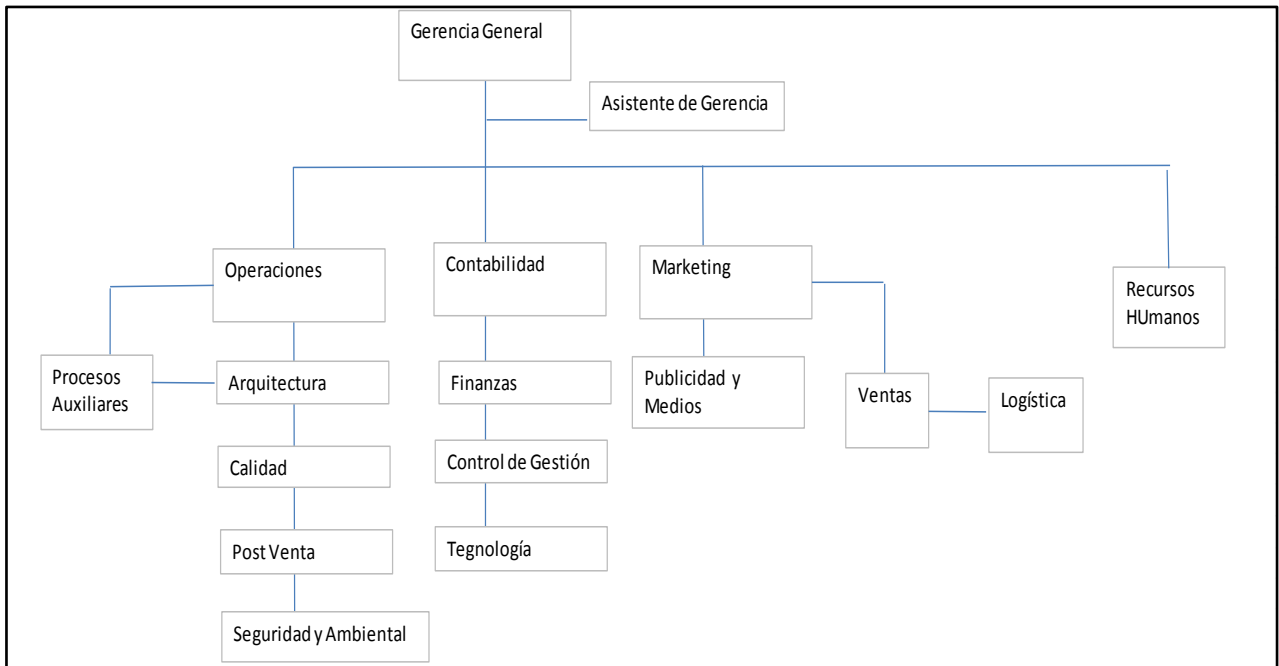 Gerencia General
Asistente de Gerencia
Operaciones
Contabilidad
Marketing
Recursos
HUmanos
Procesos
Auxiliares
Arquitectura
Finanzas
Publicidad y
Medios
Ventas
Logística
Calidad
Control de Gestión
Post Venta
Tegnología
Seguridad y Ambiental